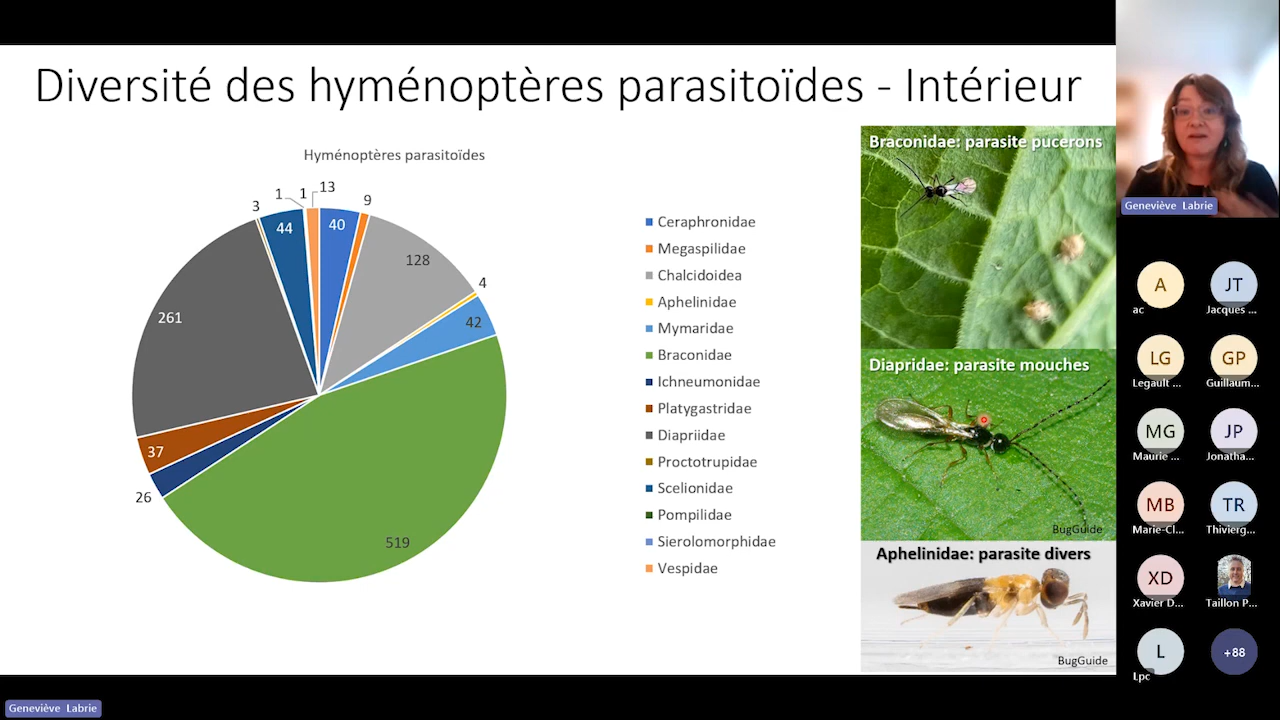 Diversité des hyménoptères parasitoïdes - Intérieur
Hyménoptères parasitoïdes
3
1
1
13
40
9
128
4
42
519
26
37
261
44
Ceraphronidae
Megaspilidae
Chalcidoidea
Aphelinidae
Mymaridae
Braconidae
Ichneumonidae
Platygastridae
Diapriidae
Proctotrupidae
Scelionidae
Pompilidae
Sierolomorphidae
Vespidae
Braconidae: parasite pucerons
Diapridae: parasite mouches
BugGuide
Aphelinidae: parasite divers
BugGuide
Geneviève Labrie
A
ac
JT
Jacques ...
LG
Legault ...
GP
Guillaum...
MG
Maurie ...
JP
Jonatha...
MB
Marie-Cl...
TR
Thivierg...
XD
Xavier D...
Taillon P...
L
Lpc
+88
Geneviève Labrie